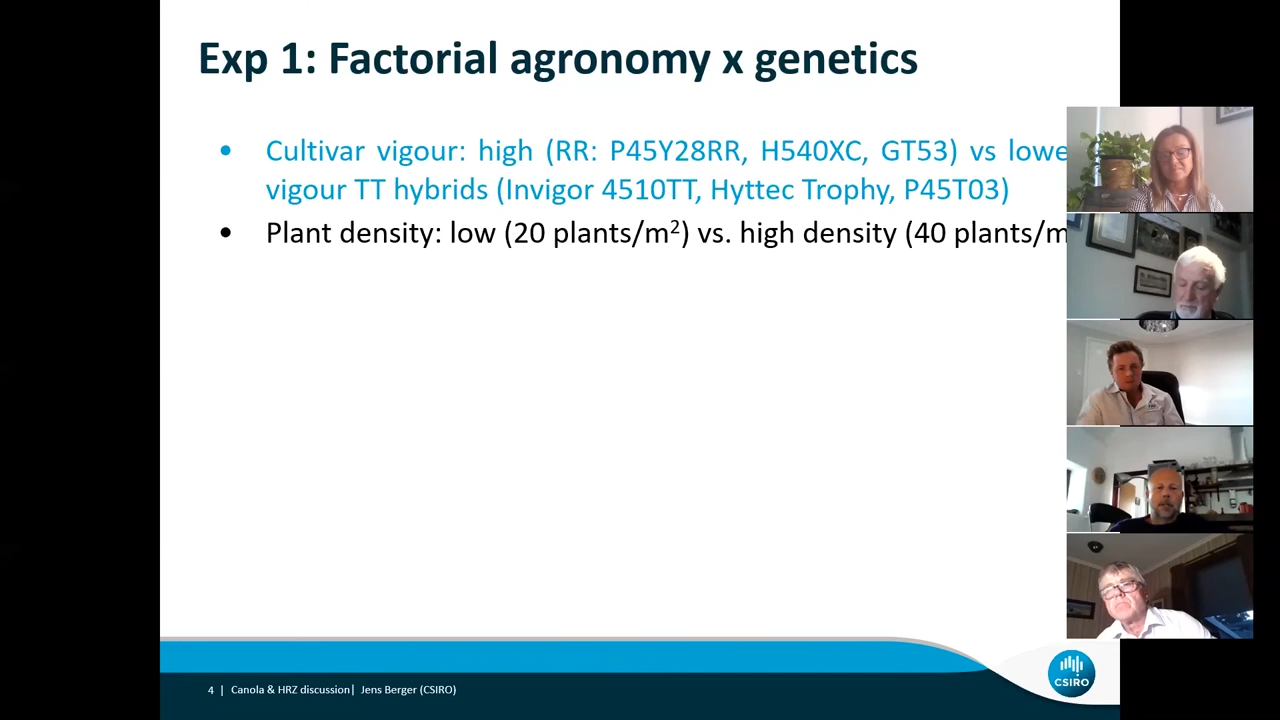 Exp 1: Factorial agronomy x genetics
• Cultivar vigour: high (RR: P45Y28RR, H540XC, GT53) vs lowe
vigour TT hybrids (Invigor 4510TT, Hyttec Trophy, P45T03)
• Plant density: low (20 plants/m²) vs. high density (40 plants/m
4 | Canola & HRZ discussion| Jens Berger (CSIRO)
CSIRO